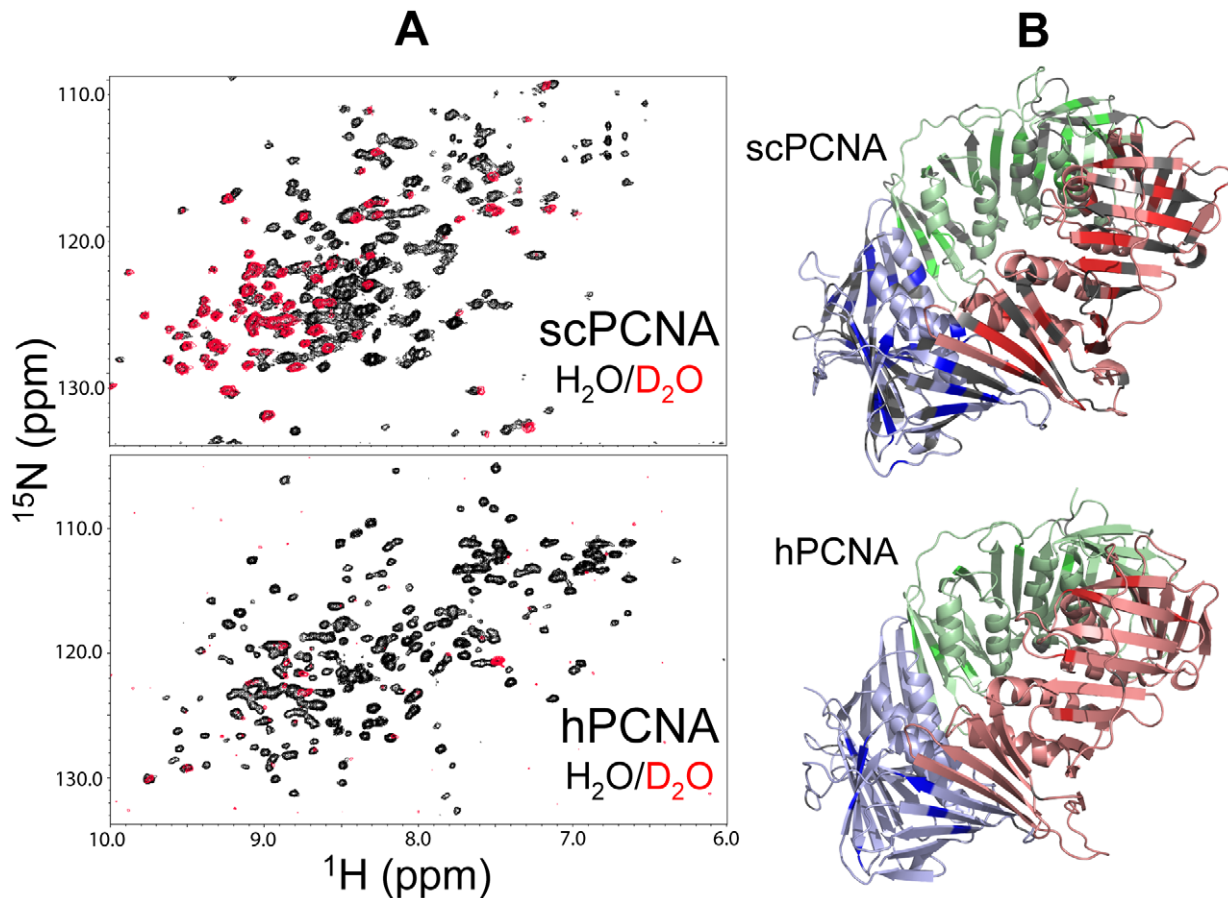 A
B
110.0
120.0
130.0
scPCNA
H₂O/D₂O
scPCNA
¹⁵N (ppm)
110.0
120.0
130.0
hPCNA
H₂O/D₂O
hPCNA
10.0 9.0 8.0 7.0 6.0
¹H (ppm)